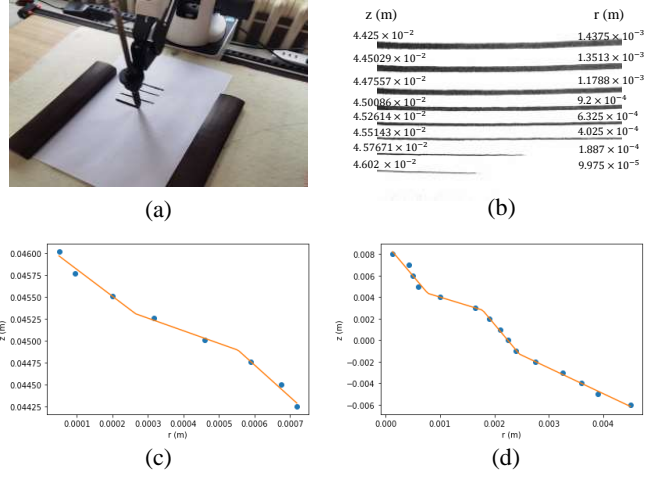 z (m) r (m)
4.425 × 10⁻² 1.4375 × 10⁻³
4.45029 × 10⁻² 1.3513 × 10⁻³
4.47557 × 10⁻² 1.1788 × 10⁻³
4.50086 × 10⁻² 9.2 × 10⁻⁴
4.52614 × 10⁻² 6.325 × 10⁻⁴
4.55143 × 10⁻² 4.025 × 10⁻⁴
4.57671 × 10⁻² 1.887 × 10⁻⁴
4.602 × 10⁻² 9.975 × 10⁻⁵
(a) (b)
0.04600
0.04575
0.04550
0.04525
0.04500
0.04475
0.04450
0.04425
z (m)
0.0001 0.0002 0.0003 0.0004 0.0005 0.0006 0.0007
r (m)
(c)
0.008
0.006
0.004
0.002
0.000
−0.002
−0.004
−0.006
z (m)
0.000 0.001 0.002 0.003 0.004
r (m)
(d)